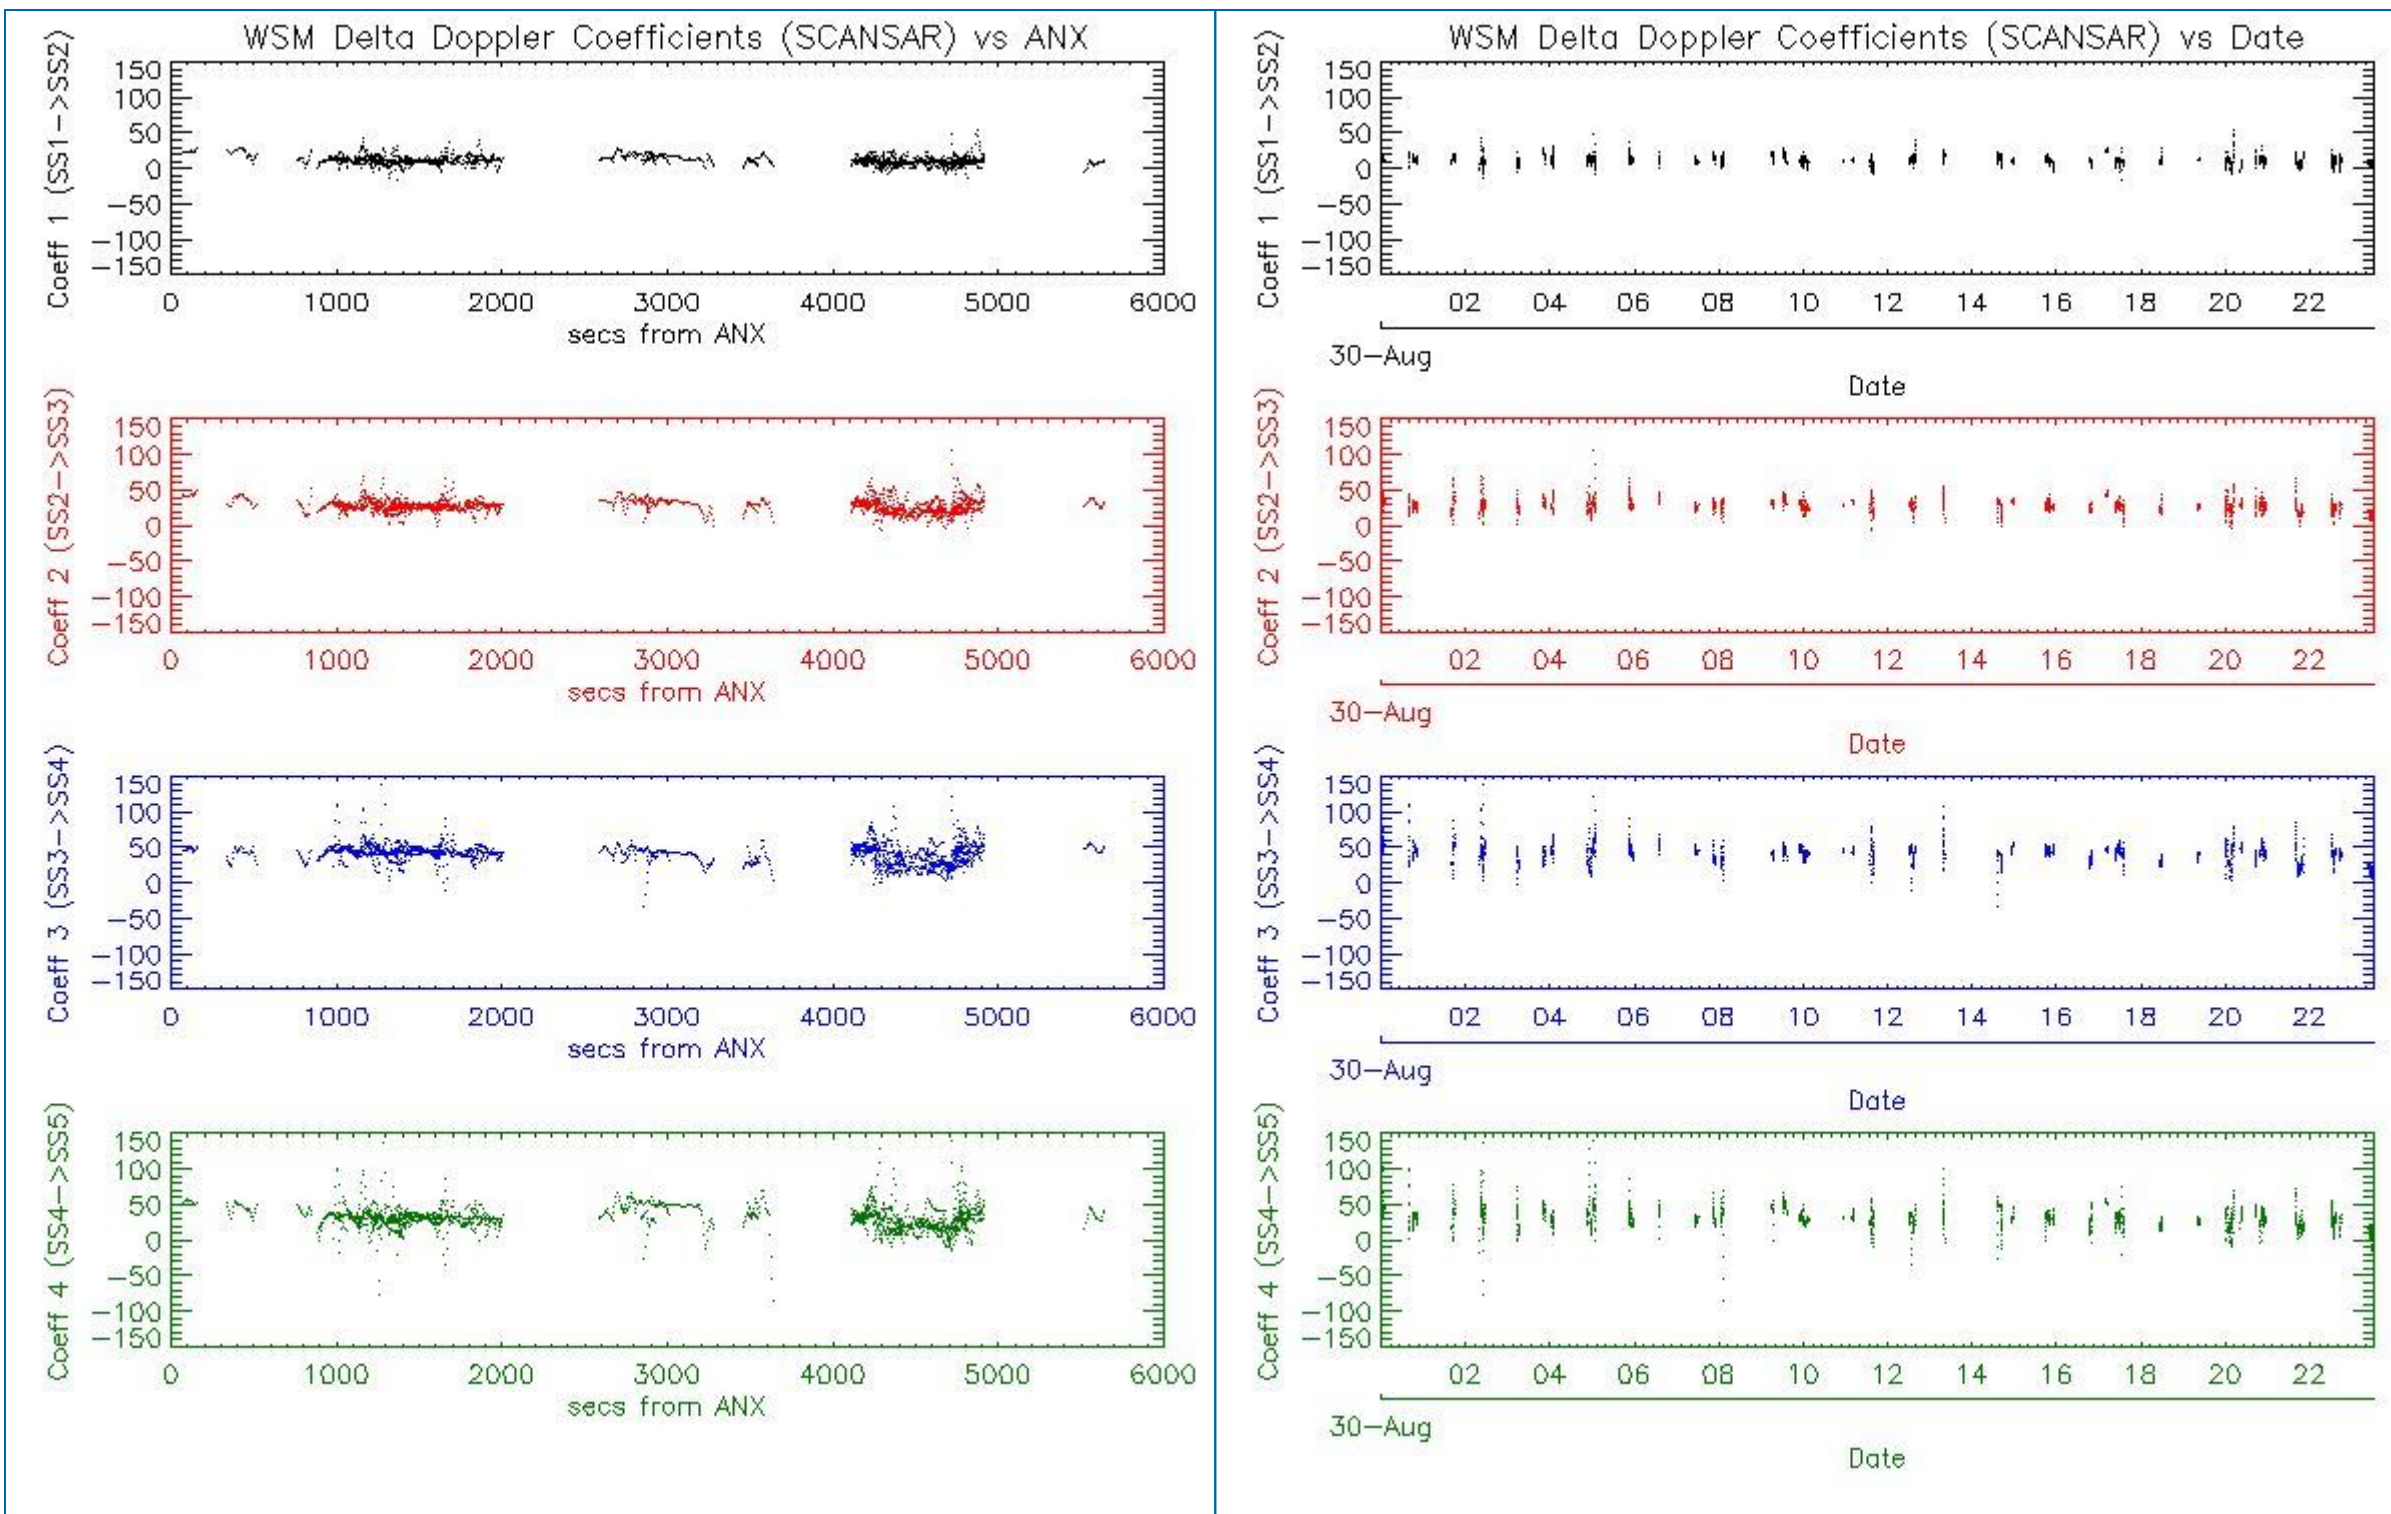 WSM Delta Doppler Coefficients (SCANSAR) vs ANX
Coeff 1 (SS1->SS2)
150
100
50
0
-50
-100
-150
0 1000 2000 3000 4000 5000 6000
secs from ANX
Coeff 2 (SS2->SS3)
150
100
50
0
-50
-100
-150
0 1000 2000 3000 4000 5000 6000
secs from ANX
Coeff 3 (SS3->SS4)
150
100
50
0
-50
-100
-150
0 1000 2000 3000 4000 5000 6000
secs from ANX
Coeff 4 (SS4->SS5)
150
100
50
0
-50
-100
-150
0 1000 2000 3000 4000 5000 6000
secs from ANX
WSM Delta Doppler Coefficients (SCANSAR) vs Date
Coeff 1 (SS1->SS2)
150
100
50
0
-50
-100
-150
02 04 06 08 10 12 14 16 18 20 22
30-Aug
Date
Coeff 2 (SS2->SS3)
150
100
50
0
-50
-100
-150
02 04 06 08 10 12 14 16 18 20 22
30-Aug
Date
Coeff 3 (SS3->SS4)
150
100
50
0
-50
-100
-150
02 04 06 08 10 12 14 16 18 20 22
30-Aug
Date
Coeff 4 (SS4->SS5)
150
100
50
0
-50
-100
-150
02 04 06 08 10 12 14 16 18 20 22
30-Aug
Date